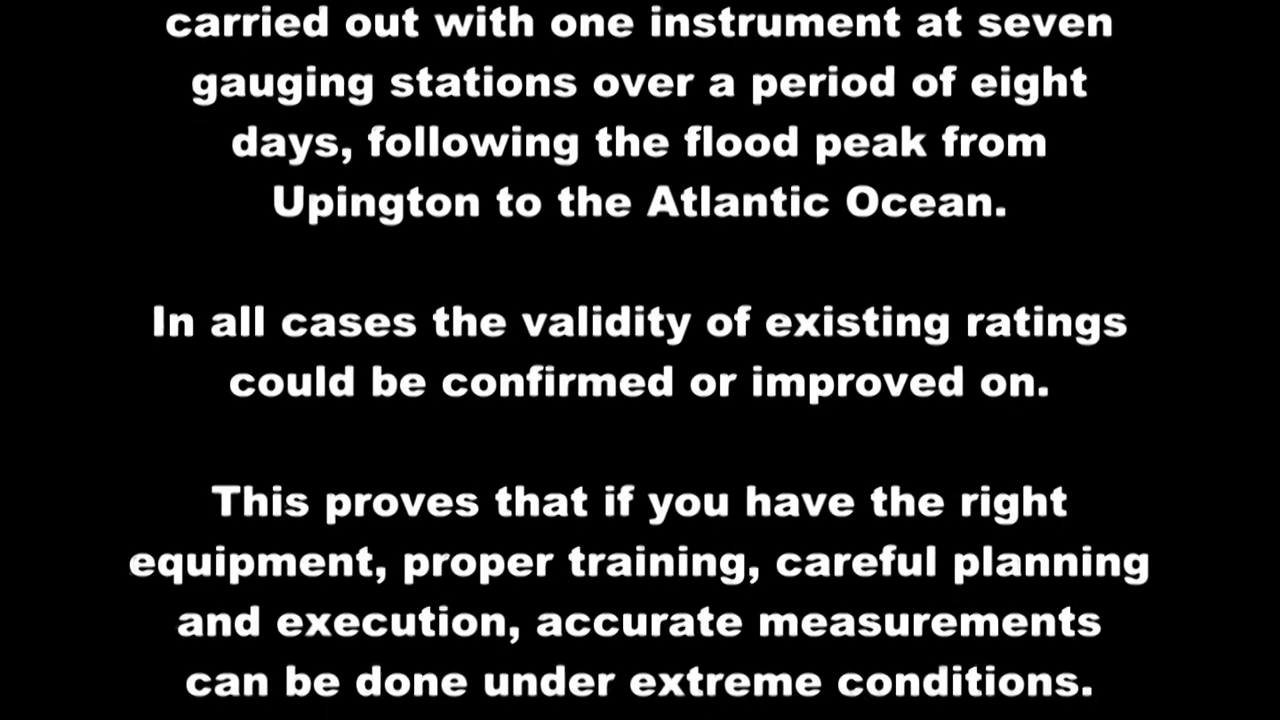 carried out with one instrument at seven
gauging stations over a period of eight
days, following the flood peak from
Upington to the Atlantic Ocean.
In all cases the validity of existing ratings
could be confirmed or improved on.
This proves that if you have the right
equipment, proper training, careful planning
and execution, accurate measurements
can be done under extreme conditions.